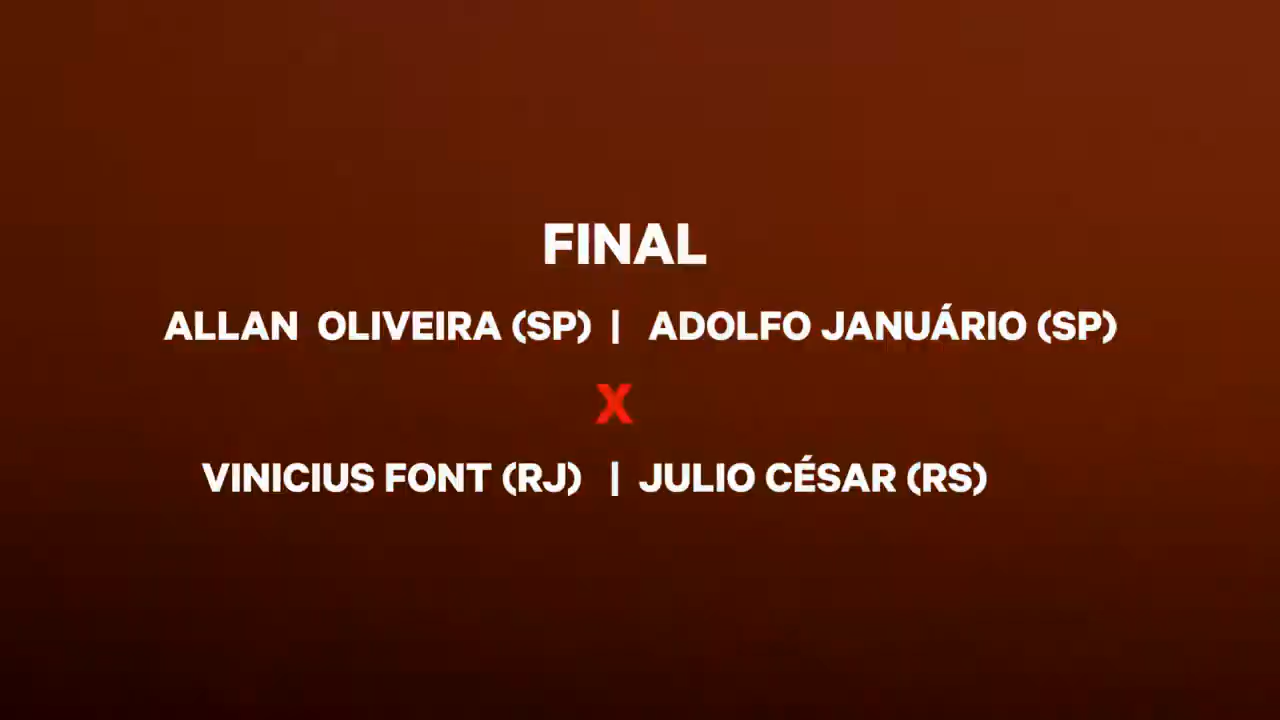 FINAL
ALLAN OLIVEIRA (SP) | ADOLFO JANUÁRIO (SP)
X
VINICIUS FONT (RJ) | JULIO CÉSAR (RS)